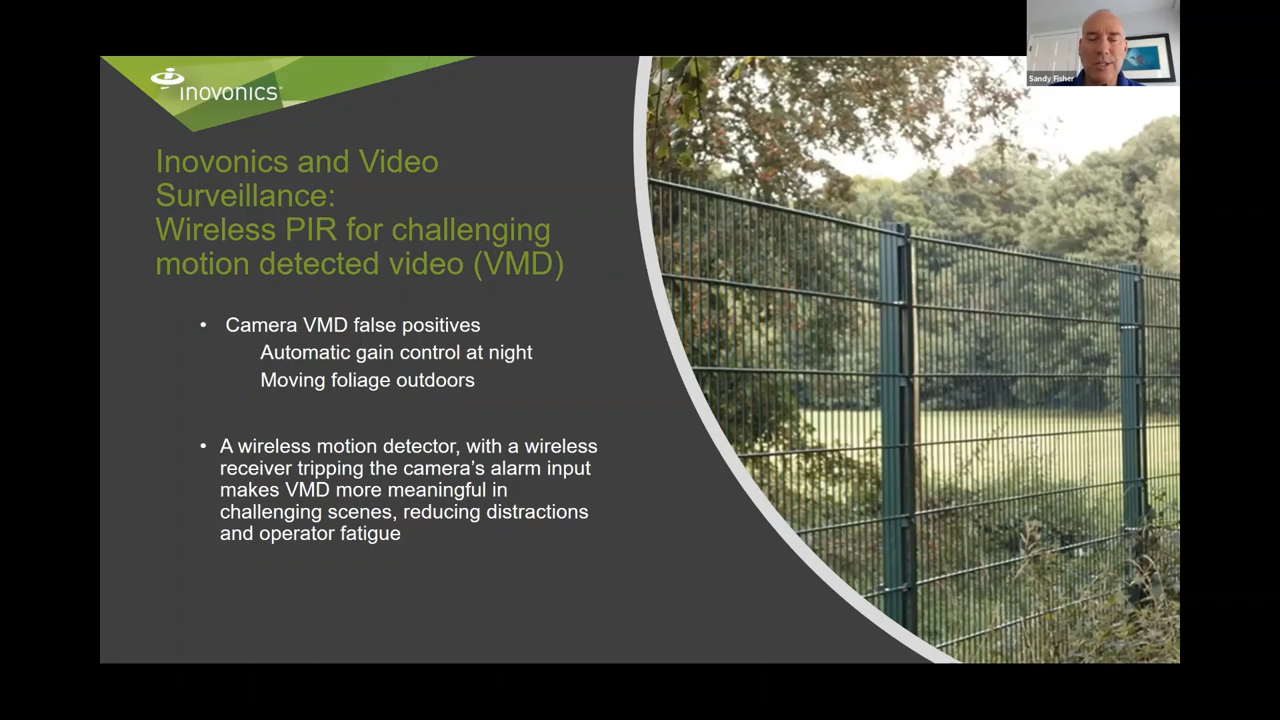 inovonics
Sandy Fisher
Inovonics and Video
Surveillance:
Wireless PIR for challenging
motion detected video (VMD)
• Camera VMD false positives
Automatic gain control at night
Moving foliage outdoors
• A wireless motion detector, with a wireless
receiver tripping the camera's alarm input
makes VMD more meaningful in
challenging scenes, reducing distractions
and operator fatigue